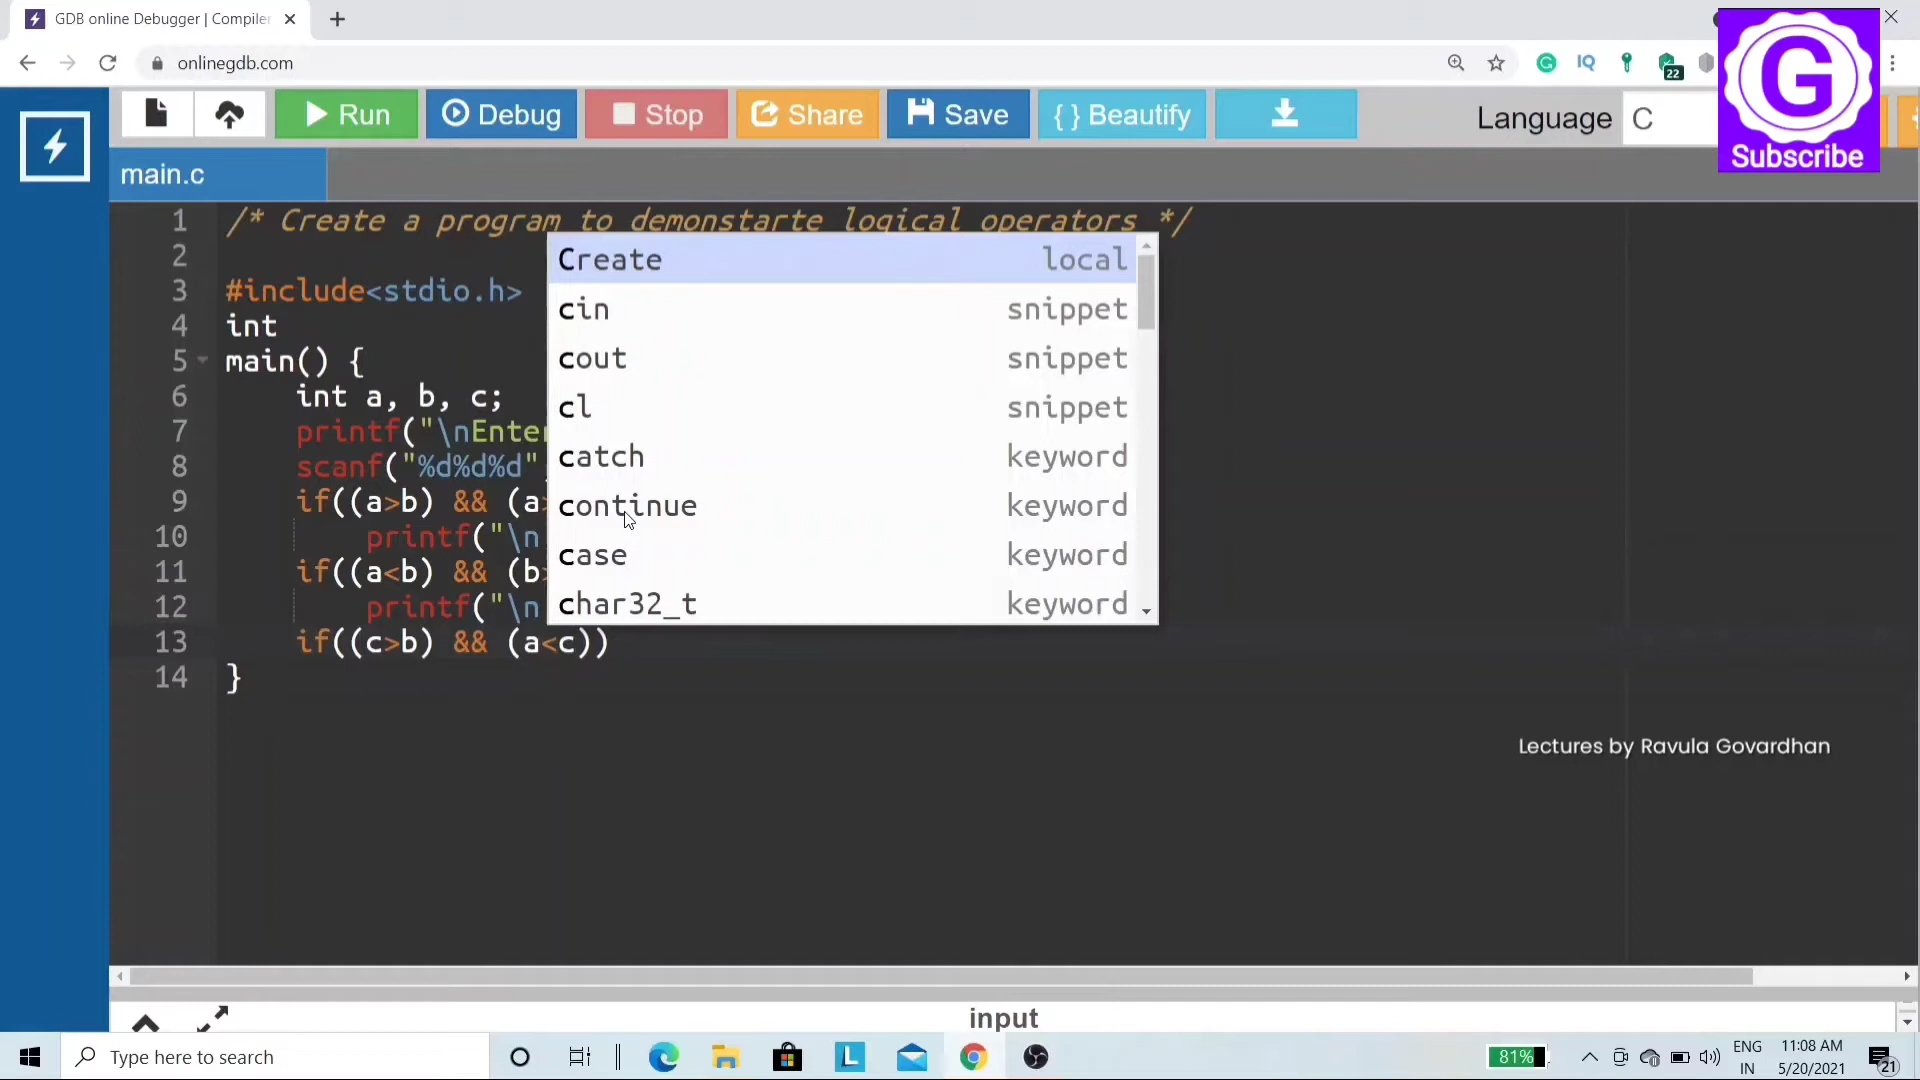 GDB online Debugger | Compiler
onlinegdb.com
IQ
22
Run
Debug
Stop
Share
Save
{ } Beautify
Language
C
G
Subscribe
main.c
1 /* Create a program to demonstarte logical operators */
2
3 #include<stdio.h>
4 int
5 main() {
6 int a, b, c;
7 printf("\nEnte
8 scanf("%d%d%d"
9 if((a>b) && (a
10 printf("\n
11 if((a<b) && (b
12 printf("\n
13 if((c>b) && (a<c))
14 }
Create local
cin snippet
cout snippet
cl snippet
catch keyword
continue keyword
case keyword
char32_t keyword
Lectures by Ravula Govardhan
input
Type here to search
L
81%
ENG
IN
11:08 AM
5/20/2021
21